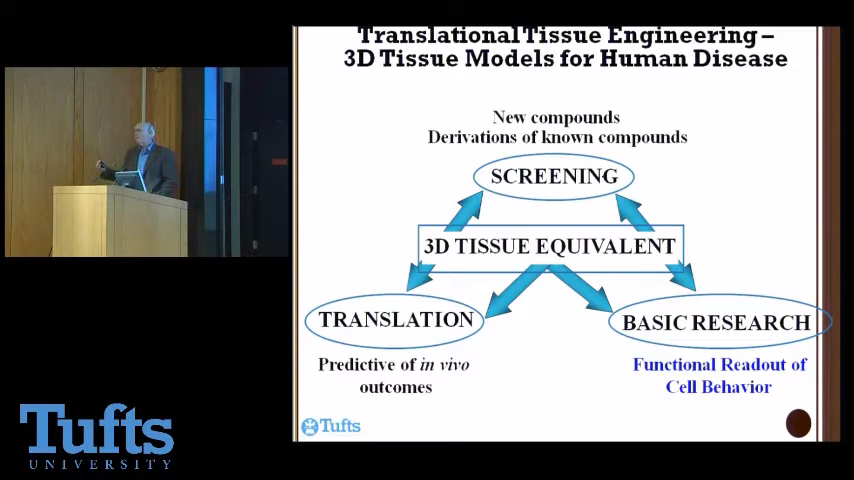 Translational Tissue Engineering –
3D Tissue Models for Human Disease
New compounds
Derivations of known compounds
SCREENING
3D TISSUE EQUIVALENT
TRANSLATION
BASIC RESEARCH
Predictive of in vivo
outcomes
Functional Readout of
Cell Behavior
Tufts
Tufts
UNIVERSITY